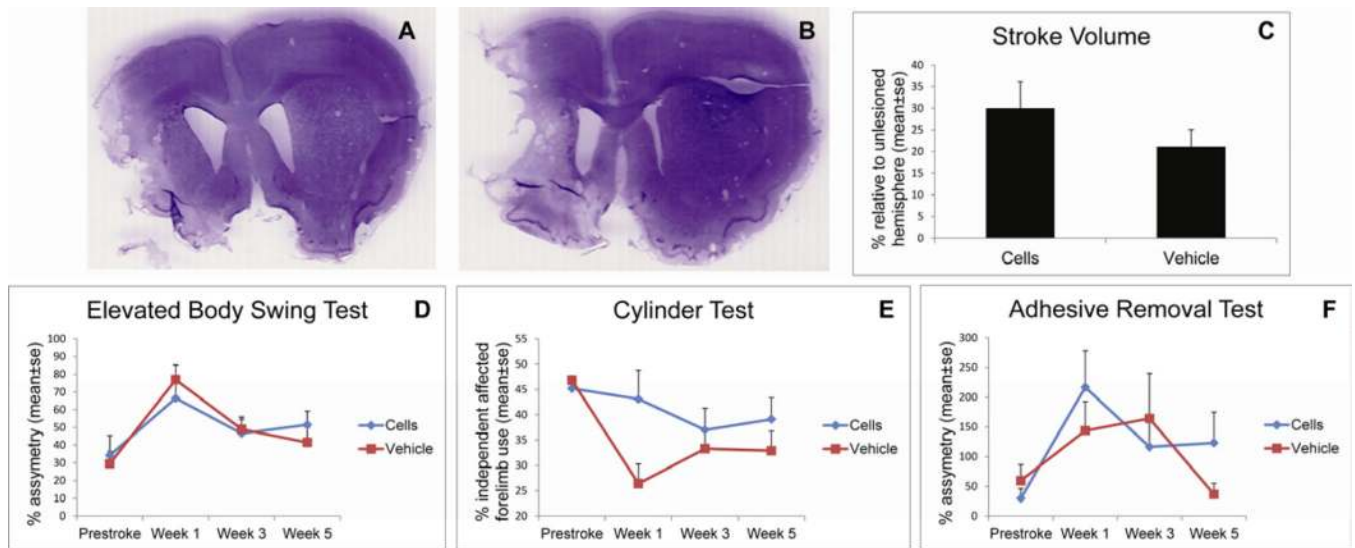 A
B
Stroke Volume
C
% relative to unlesioned
hemisphere (mean±se)
40
35
30
25
20
15
10
5
0
Cells
Vehicle
Elevated Body Swing Test
D
% assymetry (mean±se)
100
90
80
70
60
50
40
30
20
10
0
Prestroke
Week 1
Week 3
Week 5
Cells
Vehicle
Cylinder Test
E
% independent affected
forelimb use (mean±se)
50
45
40
35
30
25
20
Prestroke
Week 1
Week 3
Week 5
Cells
Vehicle
Adhesive Removal Test
F
% assymetry (mean±se)
300
250
200
150
100
50
0
Prestroke
Week 1
Week 3
Week 5
Cells
Vehicle